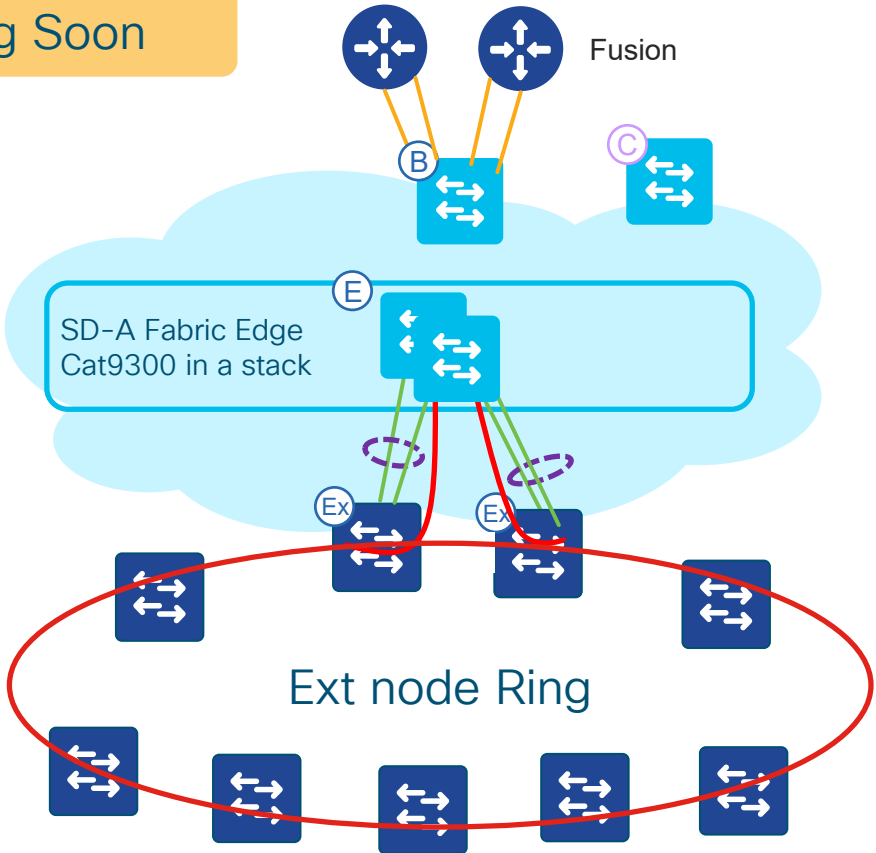 g Soon
Fusion
C
B
E
SD-A Fabric Edge
Cat9300 in a stack
Ex
Ex
Ext node Ring